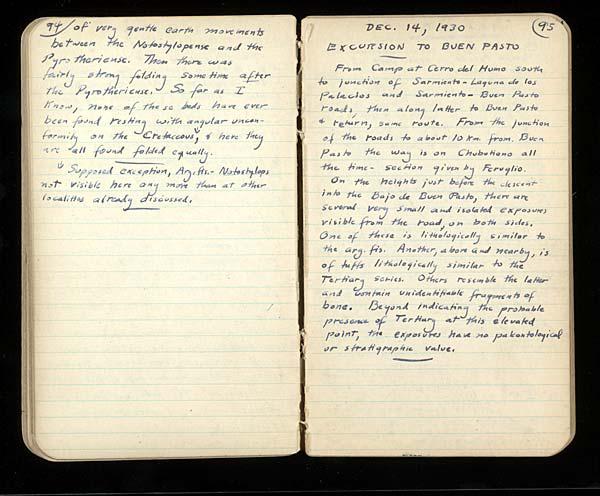 94
of very gentle earth movements
between the Notostylopense and the
Pyrotheriense. Then there was
fairly strong folding sometime after
the Pyrotheriense. So far as I
know, none of these beds have ever
been found resting with angular uncon-
formity on the Cretaceous, & here they
are all found folded equally.
Supposed exception, Arg. fis.- Notostylops
not visible here any more than at other
localities already discussed.
95
DEC. 14, 1930
EXCURSION TO BUEN PASTO
From Camp at Cerro del Humo south
to junction of Sarmiento-Laguna de los
Palacios and Sarmiento- Buen Pasto
roads, then along latter to Buen Pasto
& return, same route. From the junction
of the roads to about 10 km. from Buen
Pasto the way is on Chubutiano all
the time- section given by Feruglio.
On the heights just before the descent
into the Bajo de Buen Pasto, there are
several very small and isolated exposures
visible from the road, on both sides.
One of these is lithologically similar to
the arg. fis. Another, above and nearby, is
of tuffs lithologically similar to the
Tertiary series. Others resemble the latter
and contain unidentifiable fragments of
bone. Beyond indicating the probable
presence of Tertiary at this elevated
point, the exposures have no paleontological
or stratigraphic value.